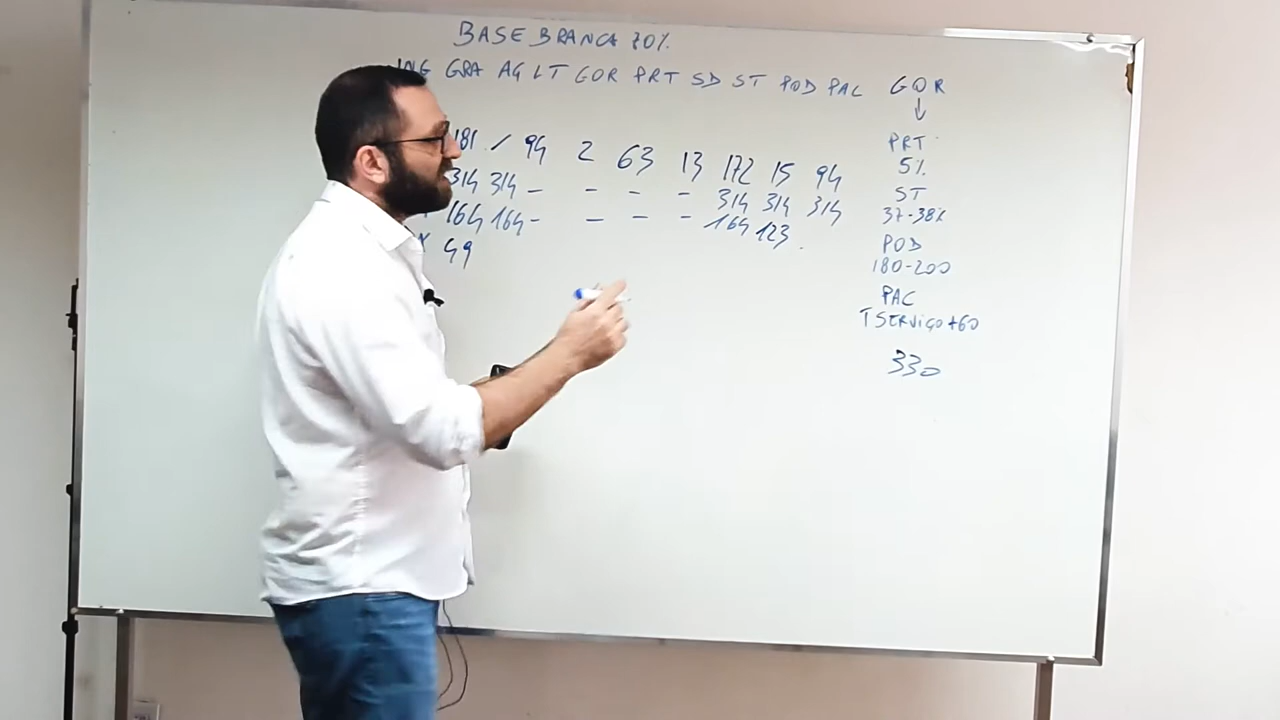 BASE BRANCA 70%
ING GRA AG LT GOR PRT SD ST POD PAC
181 / 94 2 63 13 172 15 94
314 314 - - - - 314 314 314
164 164 - - - - 164 123
49
GOR
↓
PRT
5%
ST
37-38%
POD
180-200
PAC
T SERVIÇO +60
330